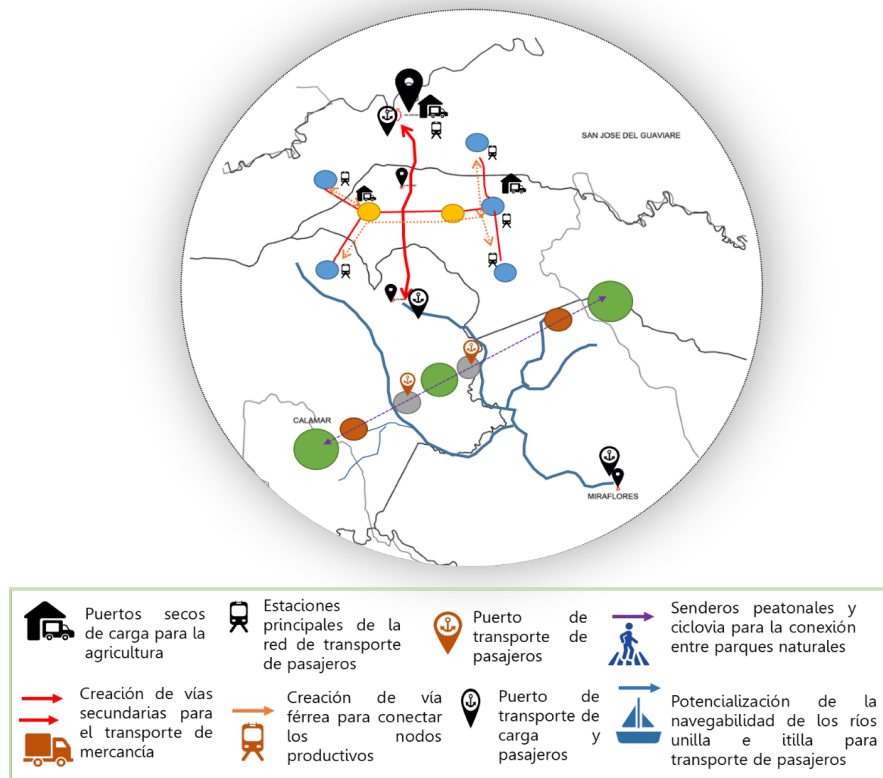 SAN JOSE DEL GUAVIARE
CALAMAR
MIRAFLORES
Puertos secos
de carga para la
agricultura
Estaciones
principales de la
red de transporte
de pasajeros
Puerto de
transporte de
pasajeros
Senderos peatonales y
ciclovia para la conexión
entre parques naturales
Creación de vías
secundarias para
el transporte de
mercancía
Creación de vía
férrea para conectar
los nodos
productivos
Puerto de
transporte de
carga y
pasajeros
Potencialización de la
navegabilidad de los ríos
unilla e itilla para
transporte de pasajeros